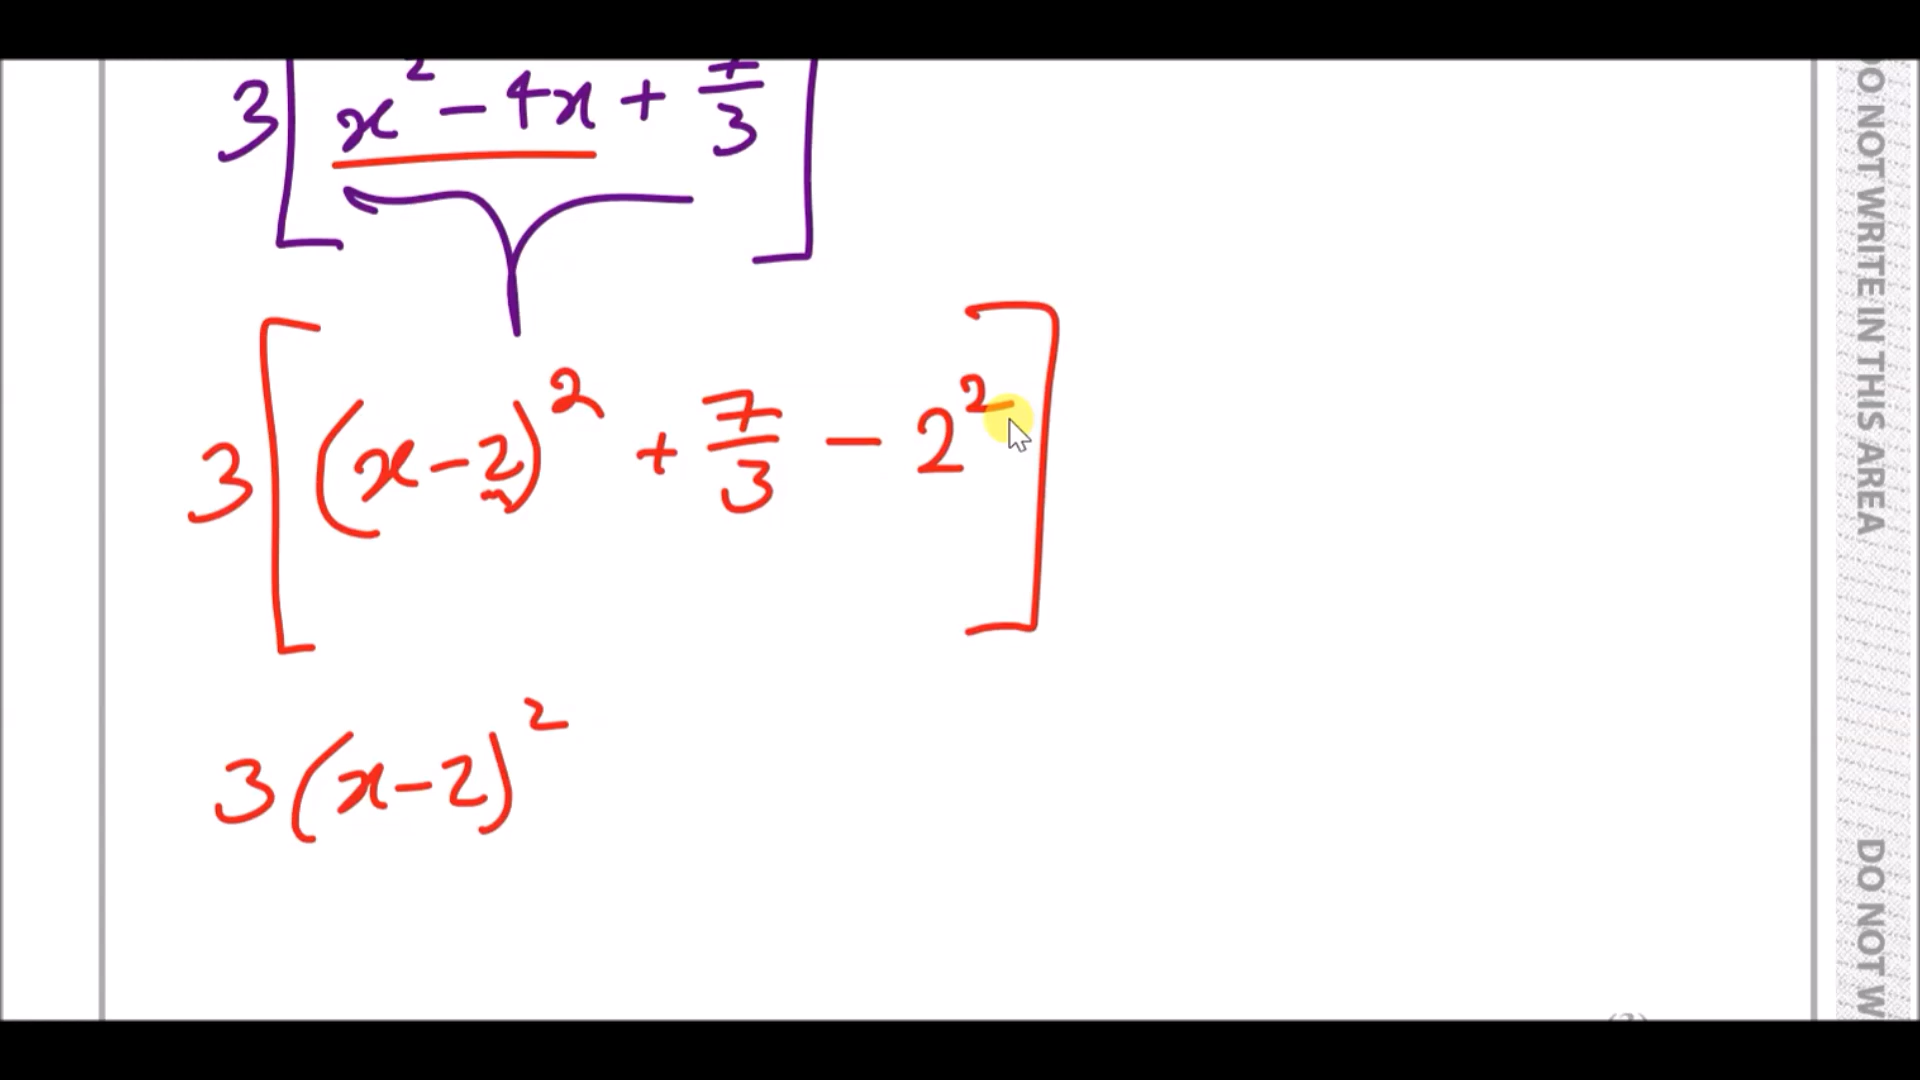 3[x² - 4x + 7/3]
3[(x-2)² + 7/3 - 2²]
3(x-2)²
DO NOT WRITE IN THIS AREA
DO NOT W